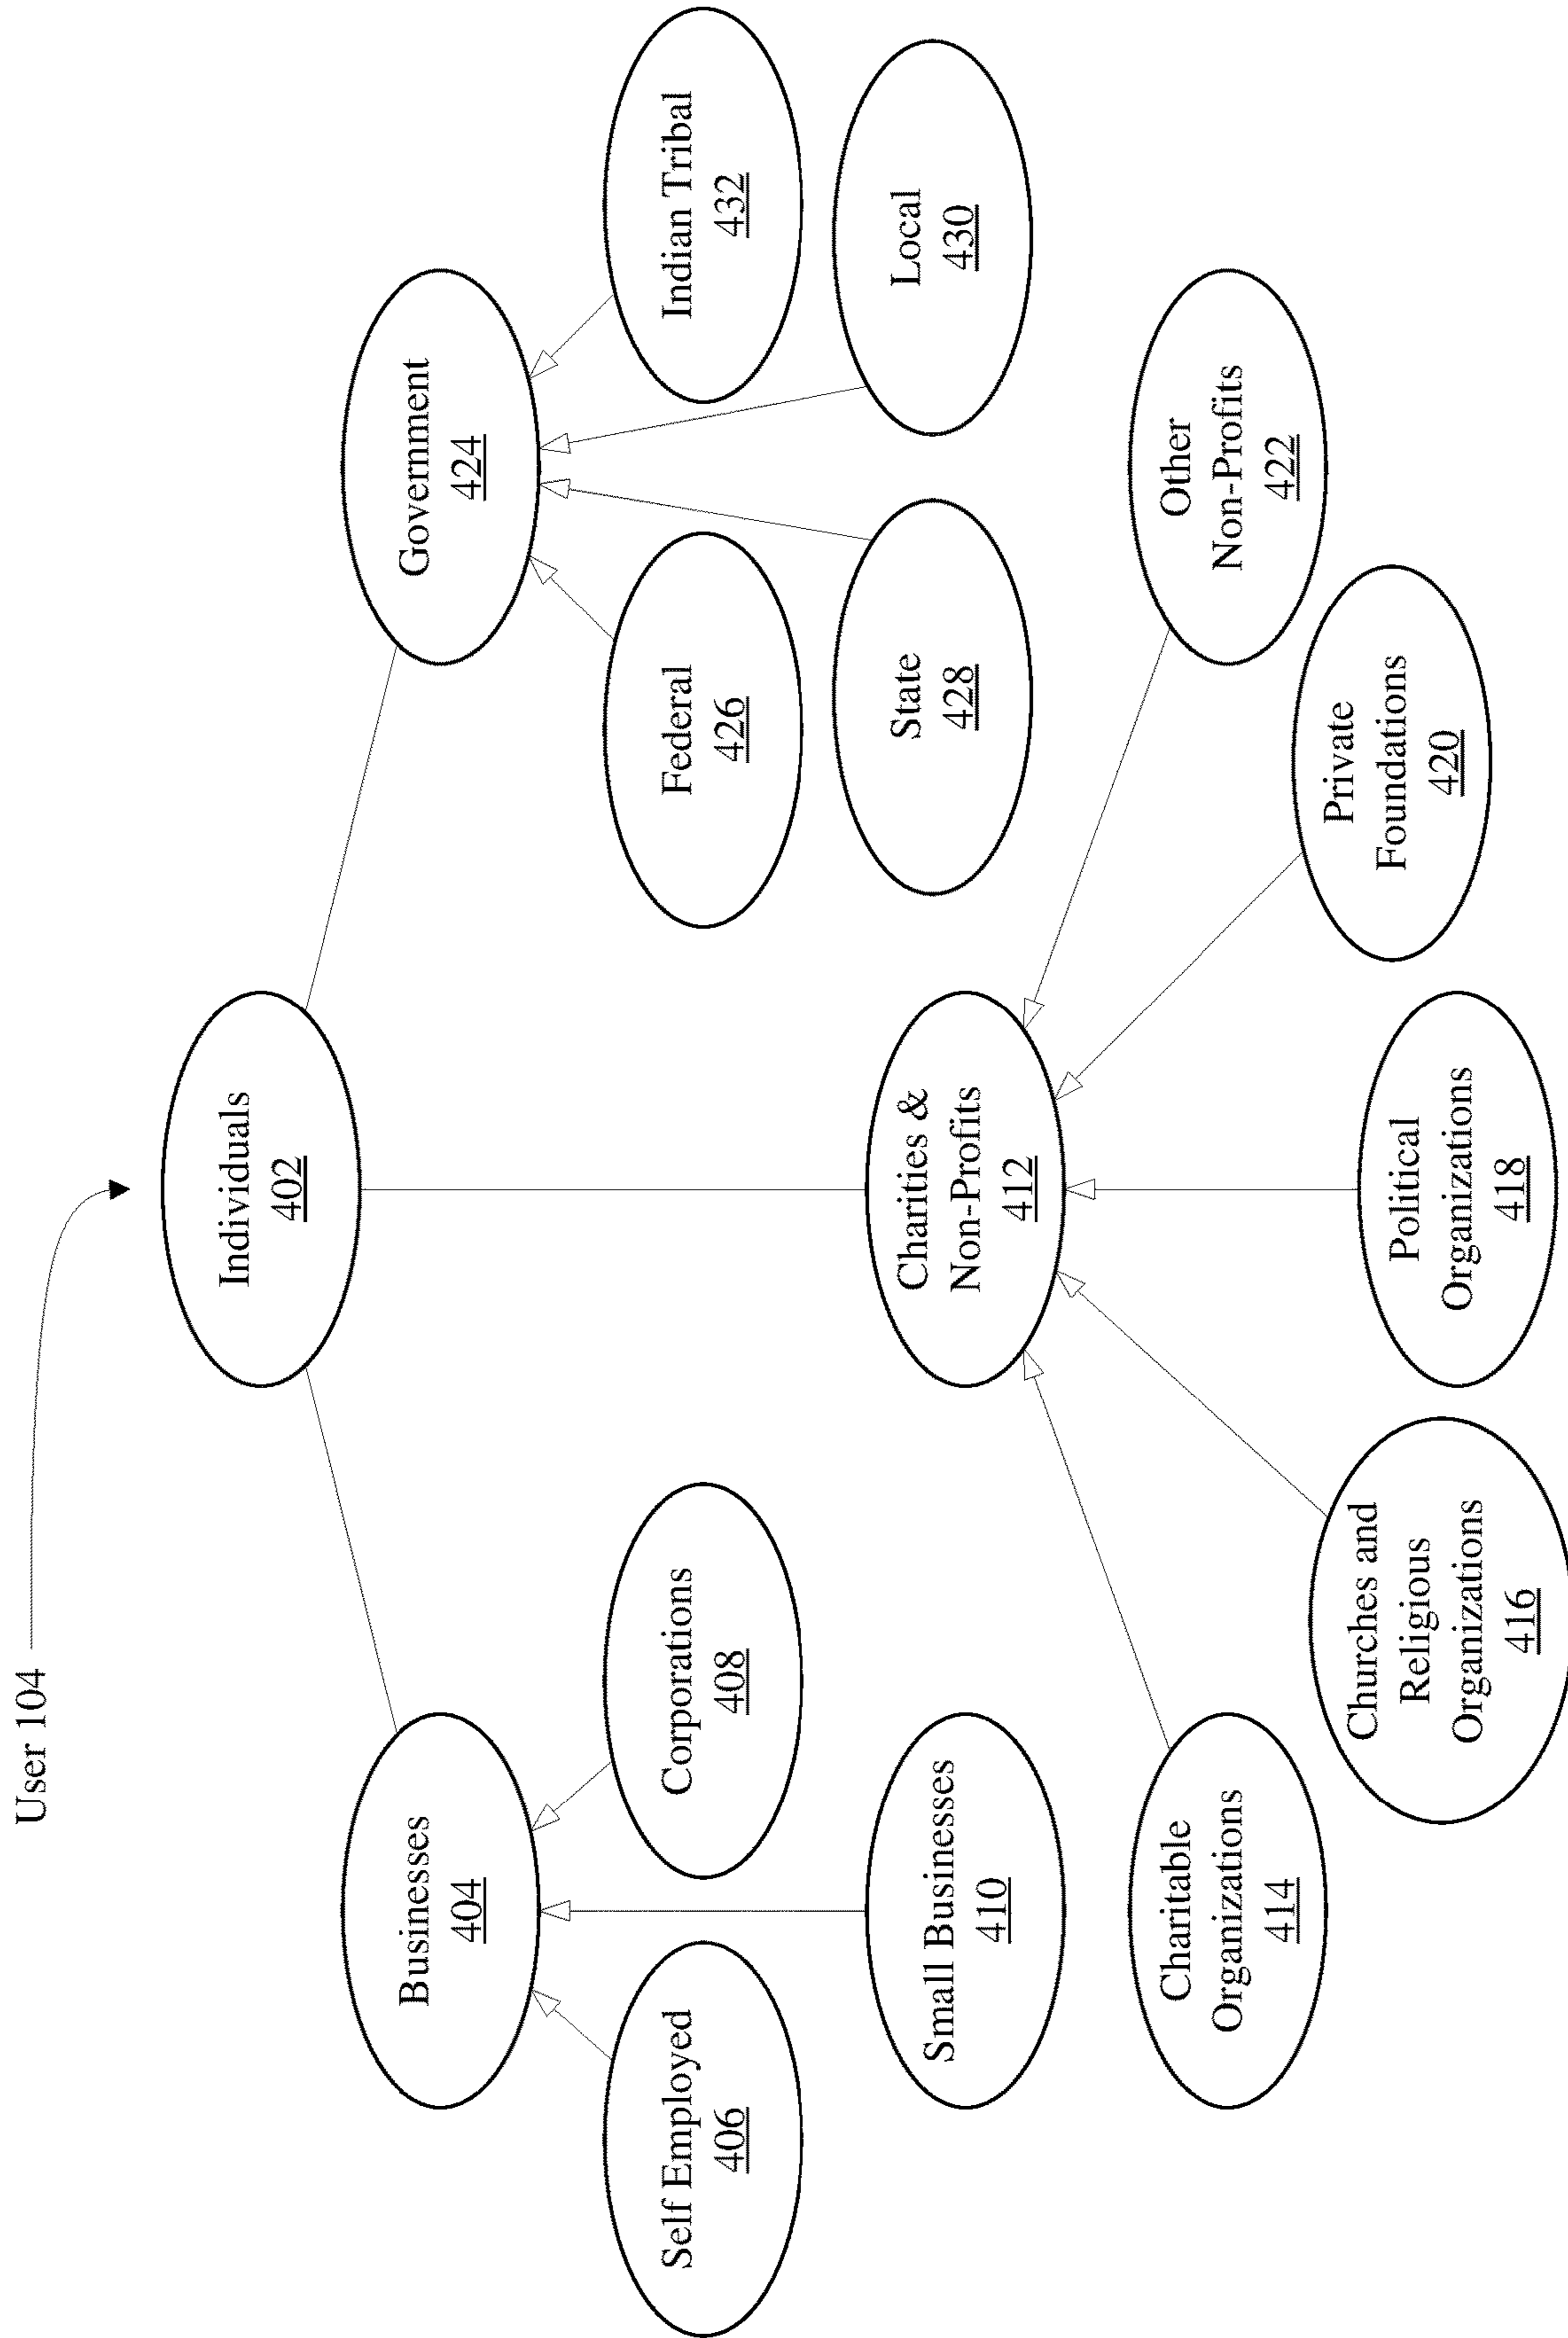 User 104
Individuals
402
Businesses
404
Government
424
Self Employed
406
Corporations
408
Federal
426
Indian Tribal
432
Small Businesses
410
Charities &
Non-Profits
412
State
428
Local
430
Charitable
Organizations
414
Churches and
Religious
Organizations
416
Political
Organizations
418
Private
Foundations
420
Other
Non-Profits
422